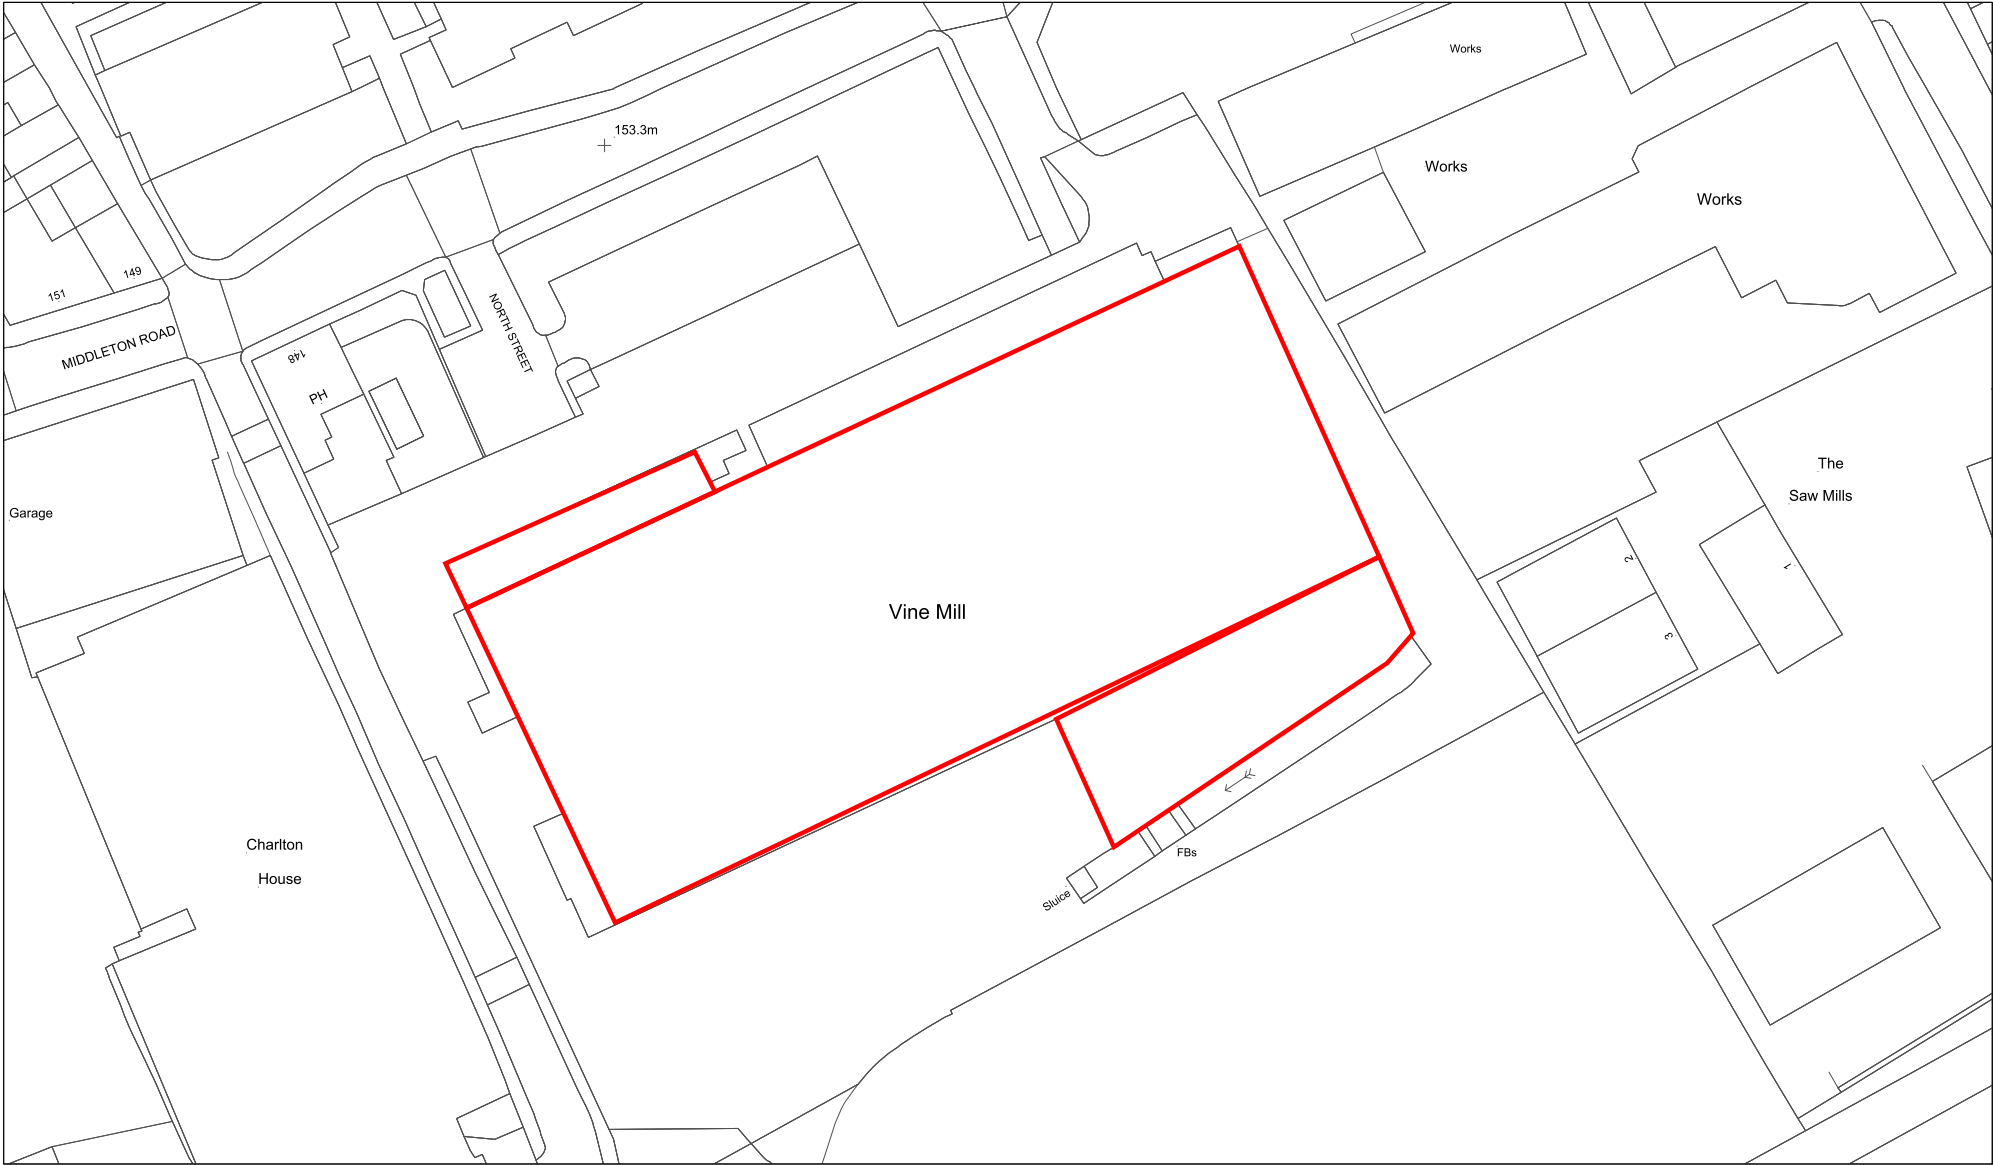 Works
153.3m
Works
Works
149
151
NORTH STREET
MIDDLETON ROAD
148
PH
The
Saw Mills
Garage
2
1
Vine Mill
3
Charlton
House
FBs
Sluice